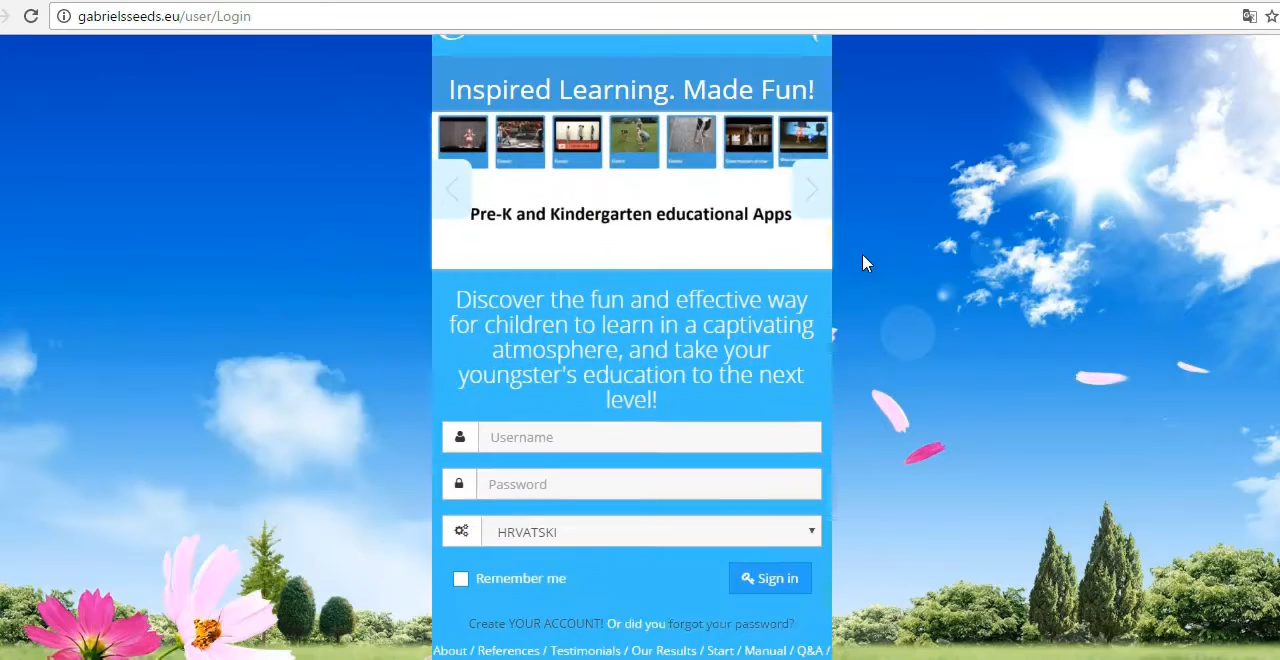 gabrielsseeds.eu/user/Login
Inspired Learning. Made Fun!
Pre-K and Kindergarten educational Apps
Discover the fun and effective way
for children to learn in a captivating
atmosphere, and take your
youngster's education to the next
level!
Username
Password
HRVATSKI
Remember me
Sign in
Create YOUR ACCOUNT! Or did you forgot your password?
About / References / Testimonials / Our Results / Start / Manual / Q&A /